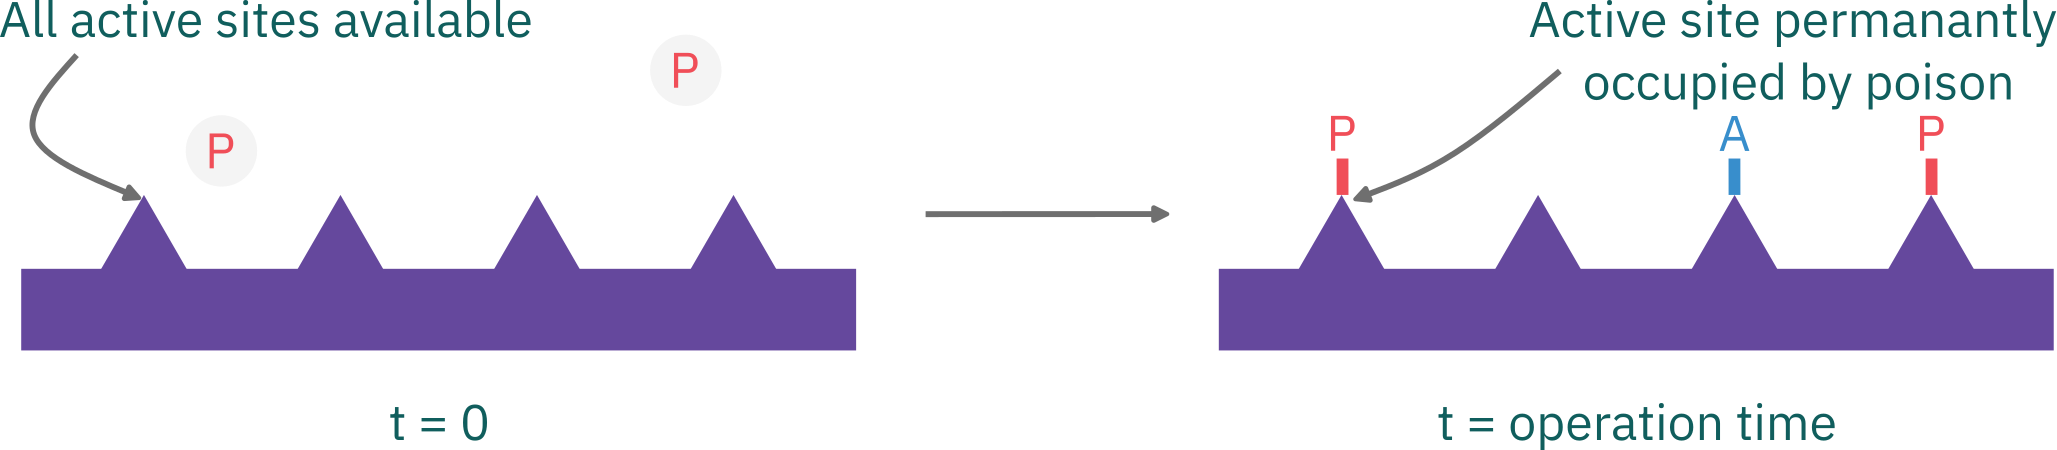 All active sites available
P
P
t = 0
Active site permanantly
occupied by poison
P
A
P
t = operation time